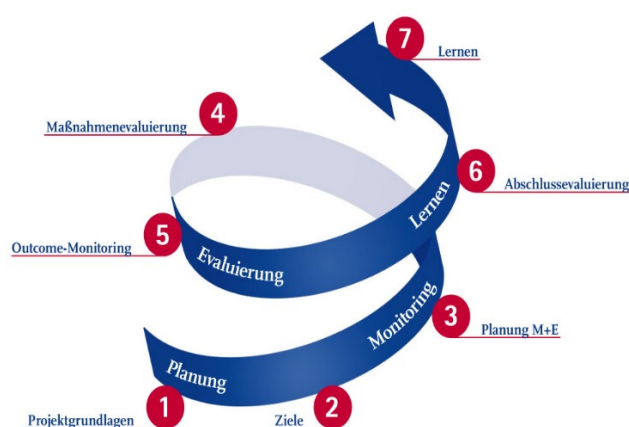 7
Lernen
4
Maßnahmenevaluierung
6
Abschlussevaluierung
Lernen
5
Outcome-Monitoring
Evaluierung
3
Planung M+E
Monitoring
Planung
1
Projektgrundlagen
2
Ziele